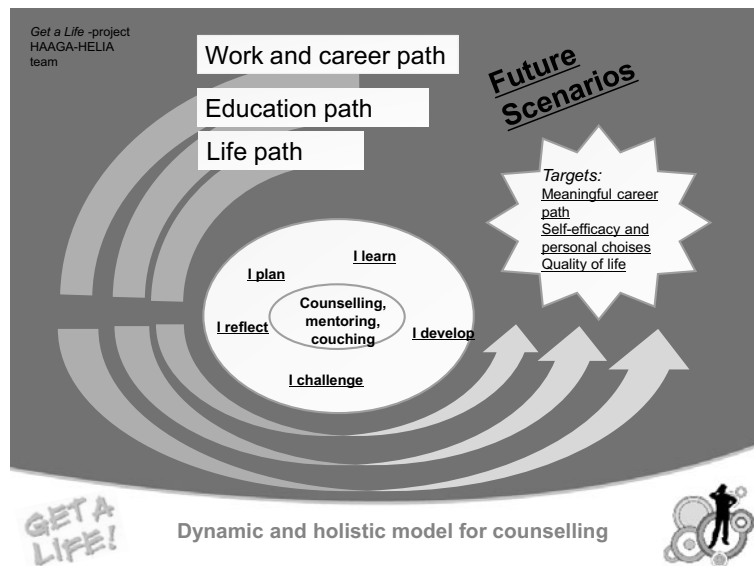 Get a Life -project
HAAGA-HELIA
team
Work and career path
Education path
Life path
Future
Scenarios
Targets:
Meaningful career
path
Self-efficacy and
personal choises
Quality of life
I learn
I plan
Counselling,
mentoring,
couching
I reflect
I develop
I challenge
GET A
LIFE!
Dynamic and holistic model for counselling